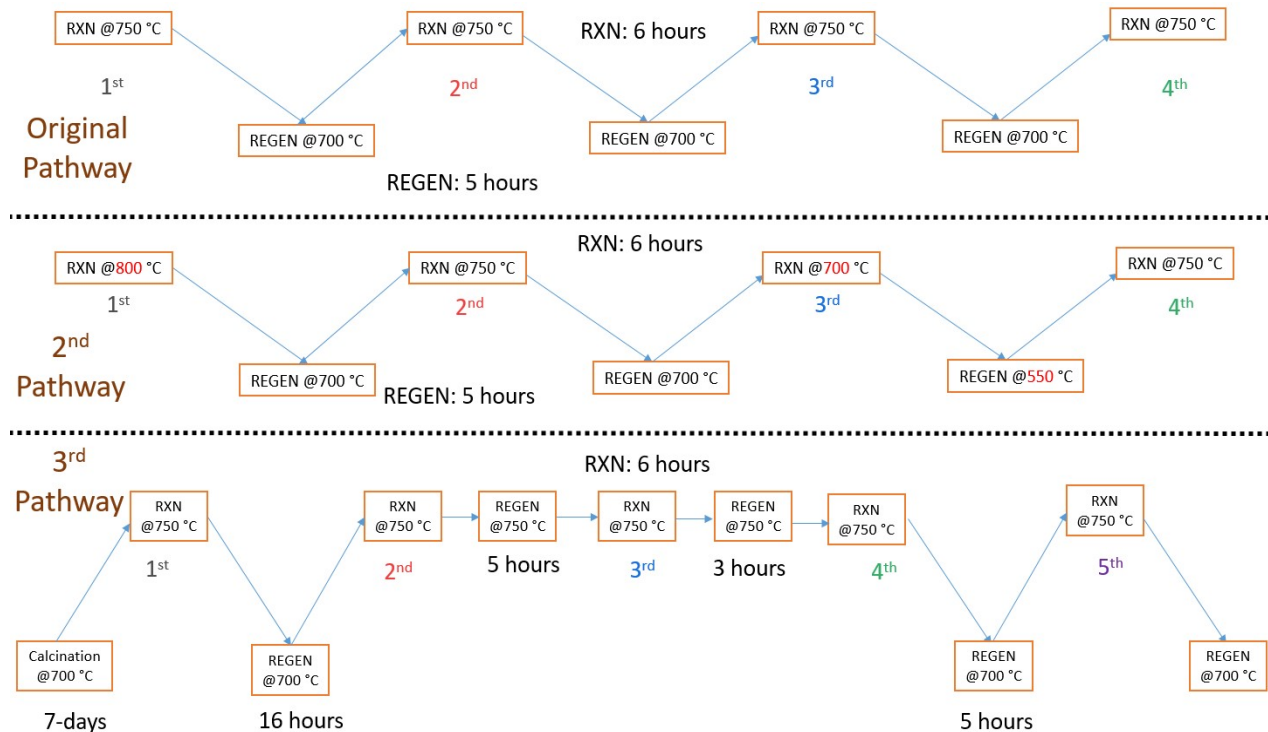 RXN @750 °C
RXN @750 °C
RXN: 6 hours
RXN @750 °C
RXN @750 °C
1st
2nd
3rd
4th
Original
Pathway
REGEN @700 °C
REGEN @700 °C
REGEN @700 °C
REGEN: 5 hours
RXN: 6 hours
RXN @800 °C
RXN @750 °C
RXN @700 °C
RXN @750 °C
1st
2nd
3rd
4th
2nd
Pathway
REGEN @700 °C
REGEN @700 °C
REGEN @550 °C
REGEN: 5 hours
3rd
Pathway
RXN: 6 hours
RXN
@750 °C
RXN
@750 °C
REGEN
@750 °C
RXN
@750 °C
REGEN
@750 °C
RXN
@750 °C
RXN
@750 °C
1st
2nd
5 hours
3rd
3 hours
4th
5th
Calcination
@700 °C
REGEN
@700 °C
REGEN
@700 °C
REGEN
@700 °C
7-days
16 hours
5 hours